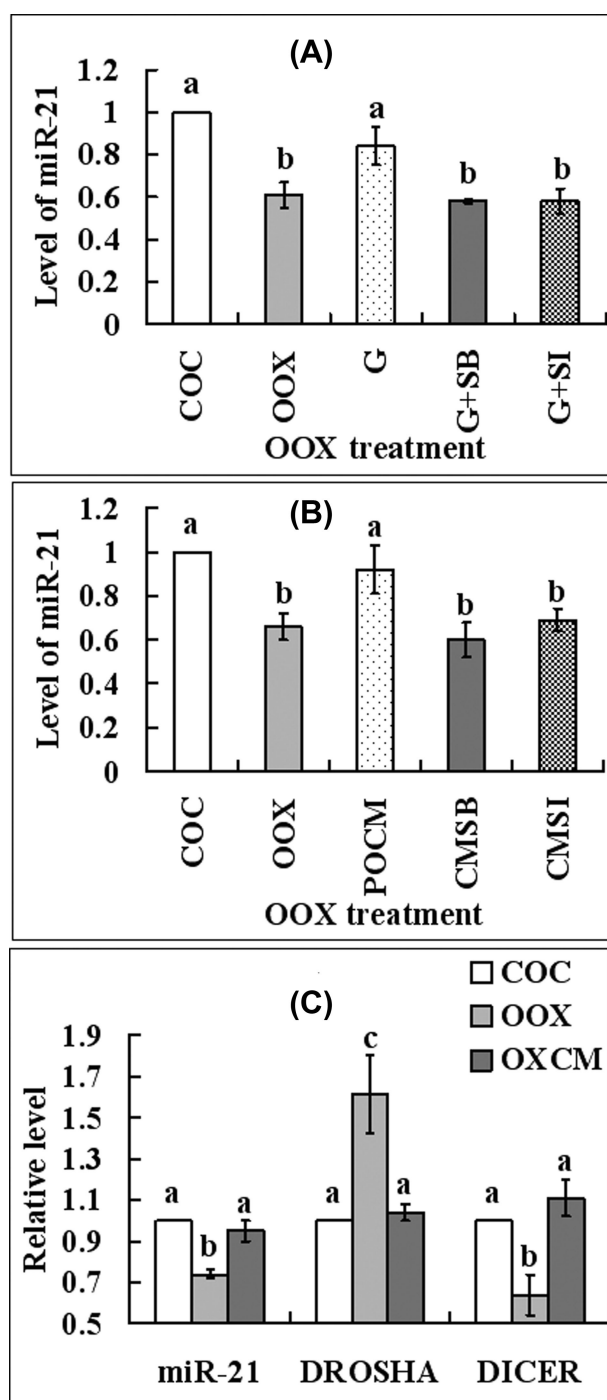 (A)
Level of miR-21
1.2
1
0.8
0.6
0.4
0.2
0
a
b
a
b
b
COC
OOX
G
G+SB
G+SI
OOX treatment
(B)
Level of miR-21
1.2
1
0.8
0.6
0.4
0.2
0
a
b
a
b
b
COC
OOX
POCM
CMSB
CMSI
OOX treatment
(C)
COC
OOX
OXCM
Relative level
1.9
1.7
1.5
1.3
1.1
0.9
0.7
0.5
a
b
a
a
c
a
a
b
a
miR-21
DROSHA
DICER